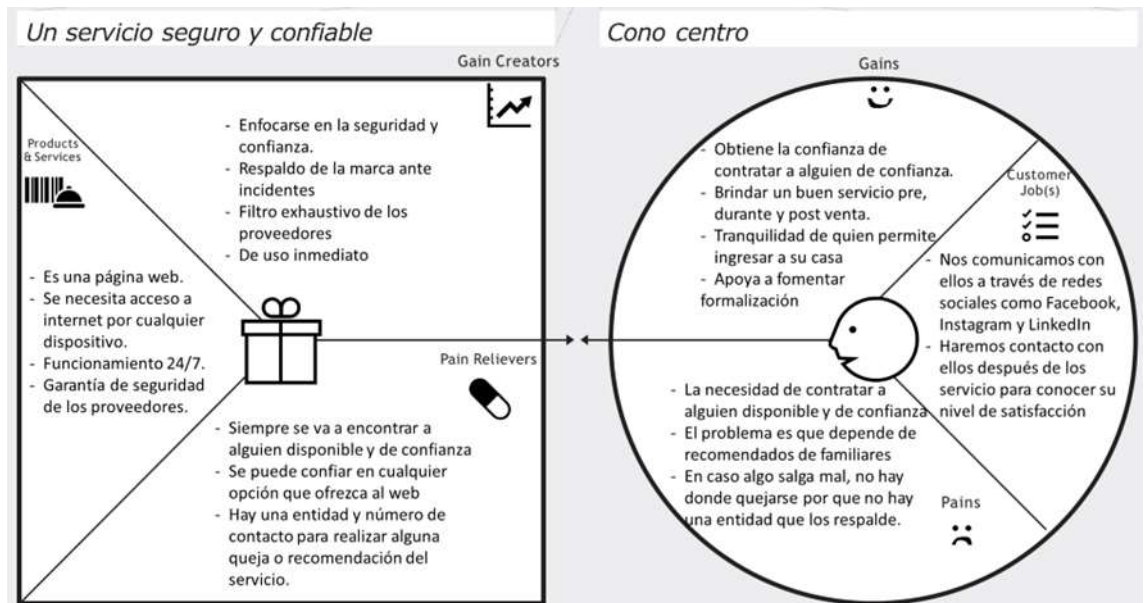 Un servicio seguro y confiable
Gain Creators
- Enfocarse en la seguridad y
confianza.
- Respaldo de la marca ante
incidentes
- Filtro exhaustivo de los
proveedores
- De uso inmediato
Products
& Services
- Es una página web.
- Se necesita acceso a
internet por cualquier
dispositivo.
- Funcionamiento 24/7.
- Garantía de seguridad
de los proveedores.
Pain Relievers
- Siempre se va a encontrar a
alguien disponible y de confianza
- Se puede confiar en cualquier
opción que ofrezca al web
- Hay una entidad y número de
contacto para realizar alguna
queja o recomendación del
servicio.
Cono centro
Gains
- Obtiene la confianza de
contratar a alguien de confianza.
- Brindar un buen servicio pre,
durante y post venta.
- Tranquilidad de quien permite
ingresar a su casa
- Apoya a fomentar
formalización
Customer
Job(s)
- Nos comunicamos con
ellos a través de redes
sociales como Facebook,
Instagram y LinkedIn
- Haremos contacto con
ellos después de los
servicio para conocer su
nivel de satisfacción
- La necesidad de contratar a
alguien disponible y de confianza
- El problema es que depende de
recomendados de familiares
- En caso algo salga mal, no hay
donde quejarse por que no hay
una entidad que los respalde.
Pains